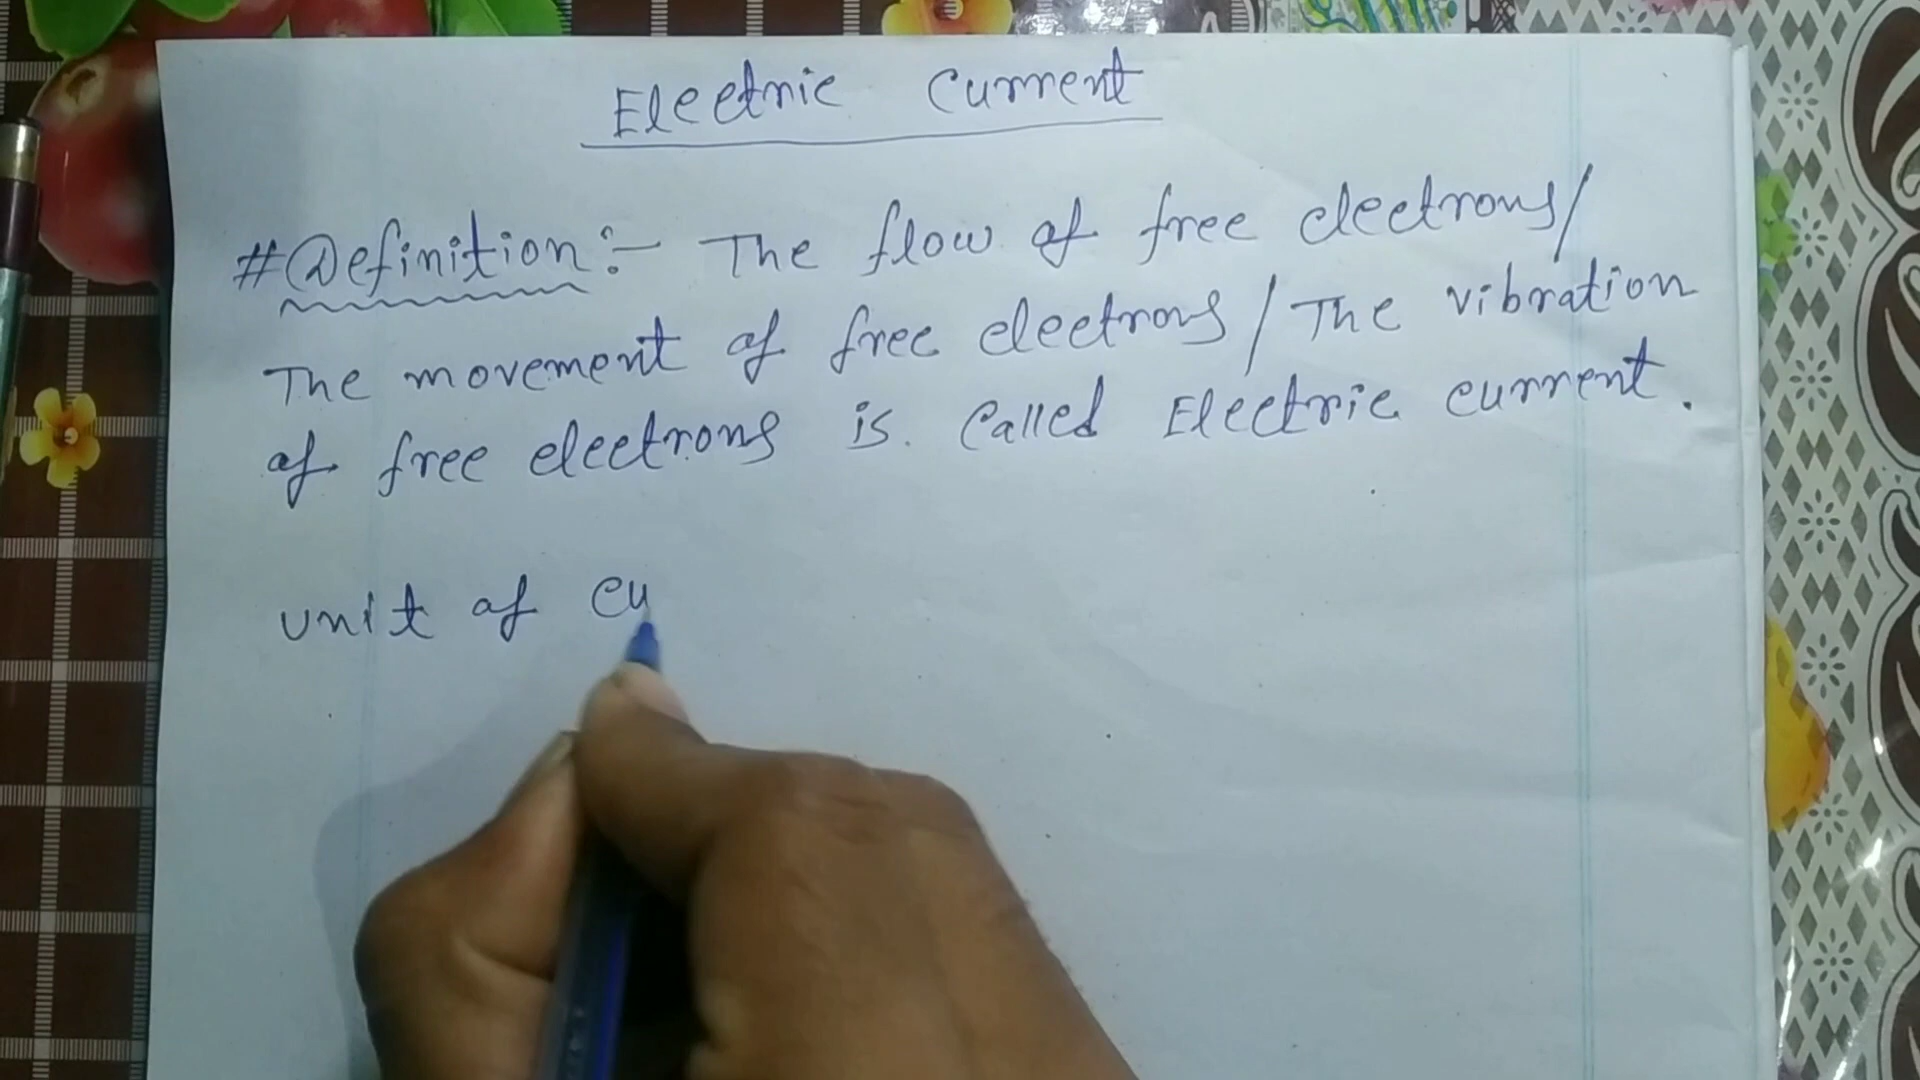 Electric Current
#Definition:- The flow of free electrons/
The movement of free electrons/The vibration
of free electrons is. Called Electric current.
unit of cu